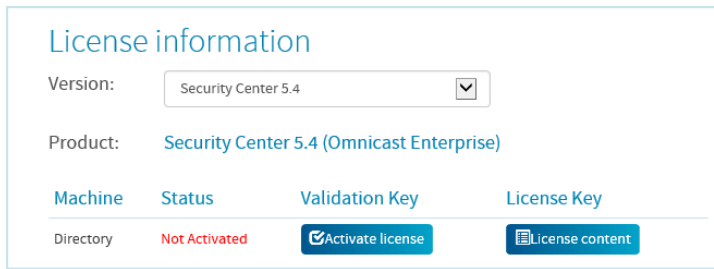 License information
Version: Security Center 5.4
Product: Security Center 5.4 (Omnicast Enterprise)
Machine Status Validation Key License Key
Directory Not Activated Activate license License content